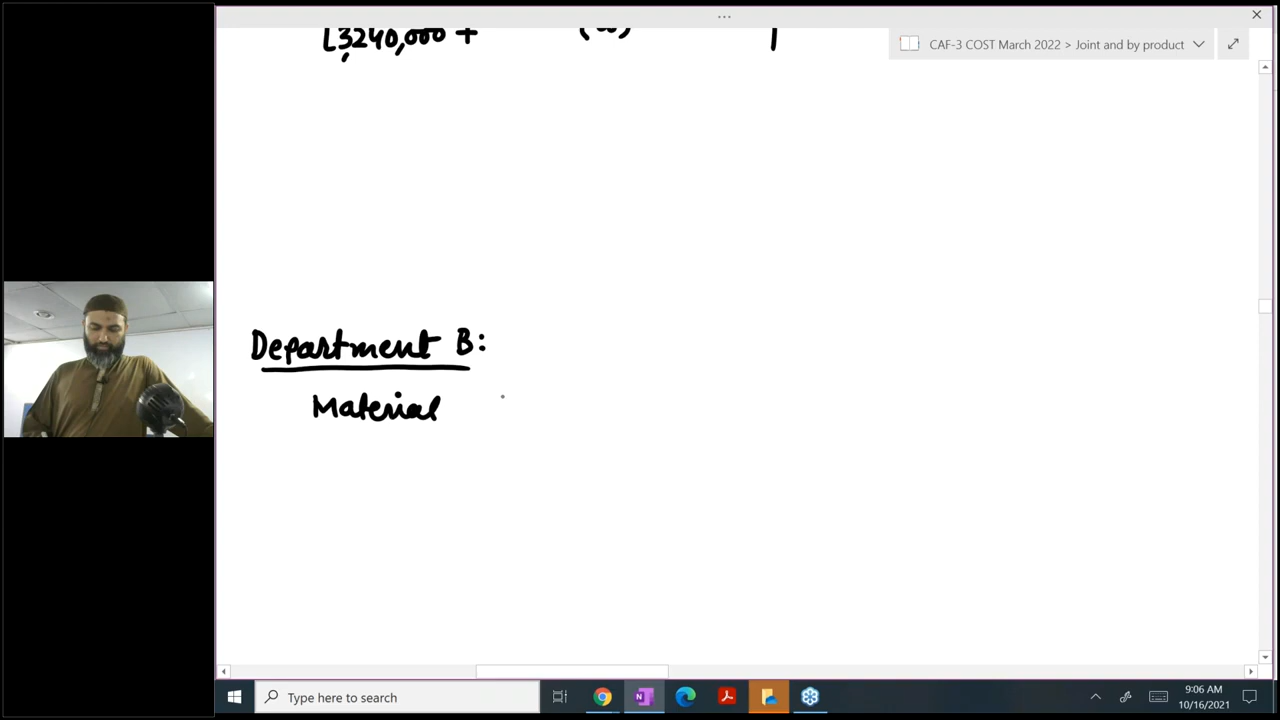 [3240,000 +
CAF-3 COST March 2022 > Joint and by product
Department B:
Material
Type here to search
9:06 AM
10/16/2021